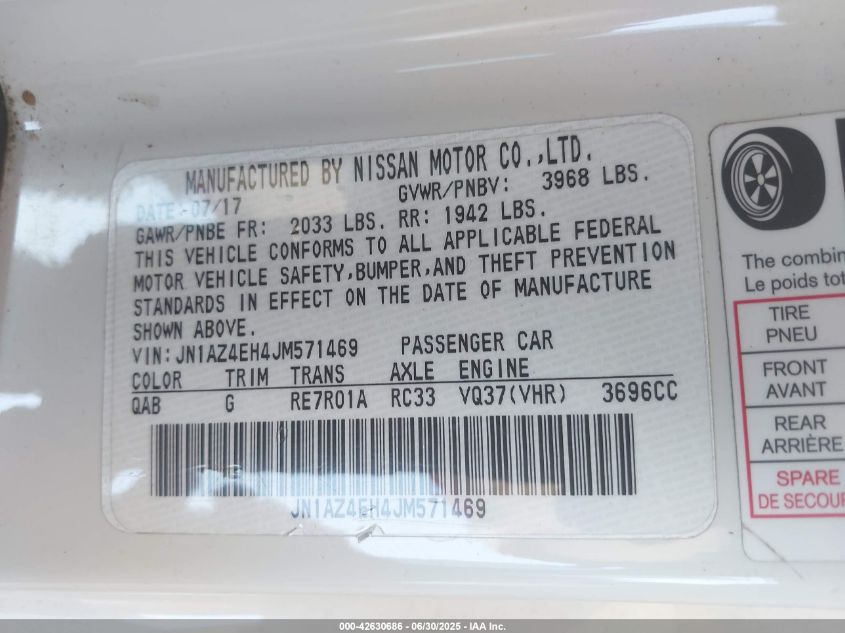 MANUFACTURED BY NISSAN MOTOR CO.,LTD.
DATE: 07/17 GVWR/PNBV: 3968 LBS.
GAWR/PNBE FR: 2033 LBS. RR: 1942 LBS.
THIS VEHICLE CONFORMS TO ALL APPLICABLE FEDERAL
MOTOR VEHICLE SAFETY,BUMPER,AND THEFT PREVENTION
STANDARDS IN EFFECT ON THE DATE OF MANUFACTURE
SHOWN ABOVE.
VIN:JN1AZ4EH4JM571469 PASSENGER CAR
COLOR TRIM TRANS AXLE ENGINE
QAB G RE7R01A RC33 VQ37(VHR) 3696CC
JN1AZ4EH4JM571469
The combin
Le poids tot
TIRE
PNEU
FRONT
AVANT
REAR
ARRIÈRE
SPARE
DE SECOUR
000-42630686 - 06/30/2025 - IAA Inc.